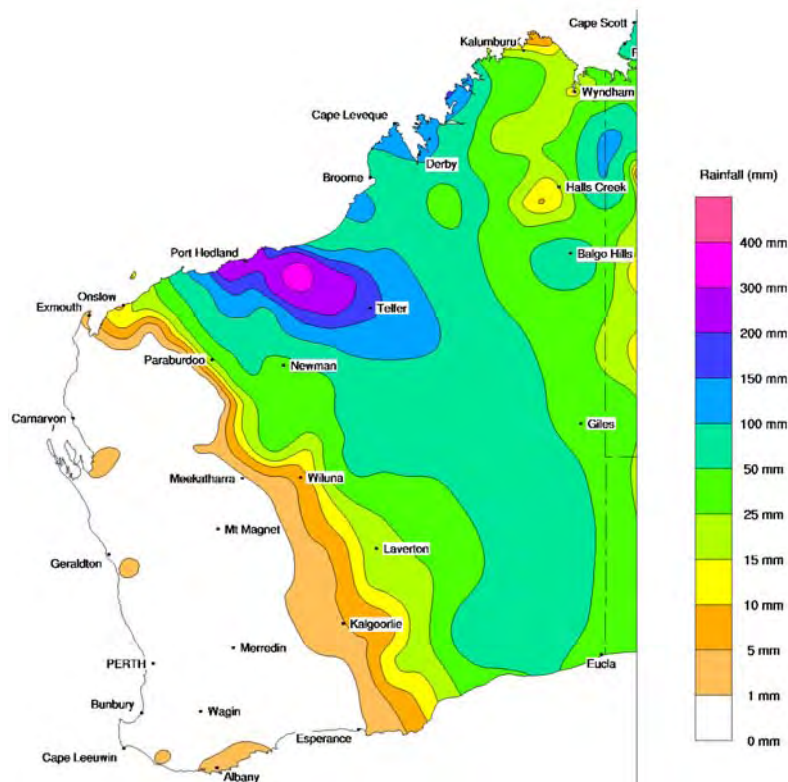 Cape Scott
Kalumburu
Wyndham
Cape Leveque
Derby
Broome
Halls Creek
Port Hedland
Balgo Hills
Onslow
Exmouth
Telfer
Paraburdoo
Newman
Carnarvon
Giles
Meekatharra
Wiluna
Mt Magnet
Laverton
Geraldton
Kalgoorlie
Merredin
PERTH
Eucla
Bunbury
Wagin
Esperance
Cape Leeuwin
Albany
Rainfall (mm)
400 mm
300 mm
200 mm
150 mm
100 mm
50 mm
25 mm
15 mm
10 mm
5 mm
1 mm
0 mm